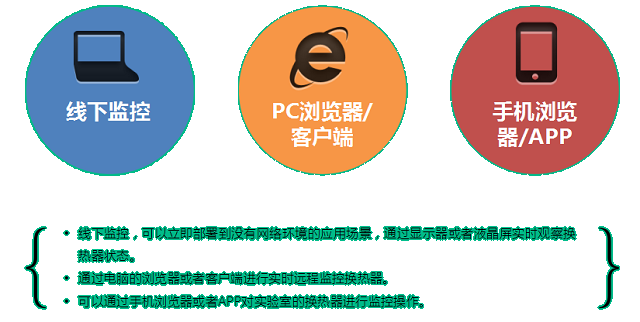 线下监控
PC浏览器/
客户端
手机浏览
器/APP
• 线下监控，可以立即部署到没有网络环境的应用场景，通过显示器或者液晶屏实时观察换
热器状态。
• 通过电脑的浏览器或者客户端进行实时远程监控换热器。
• 可以通过手机浏览器或者APP对实验室的换热器进行监控操作。